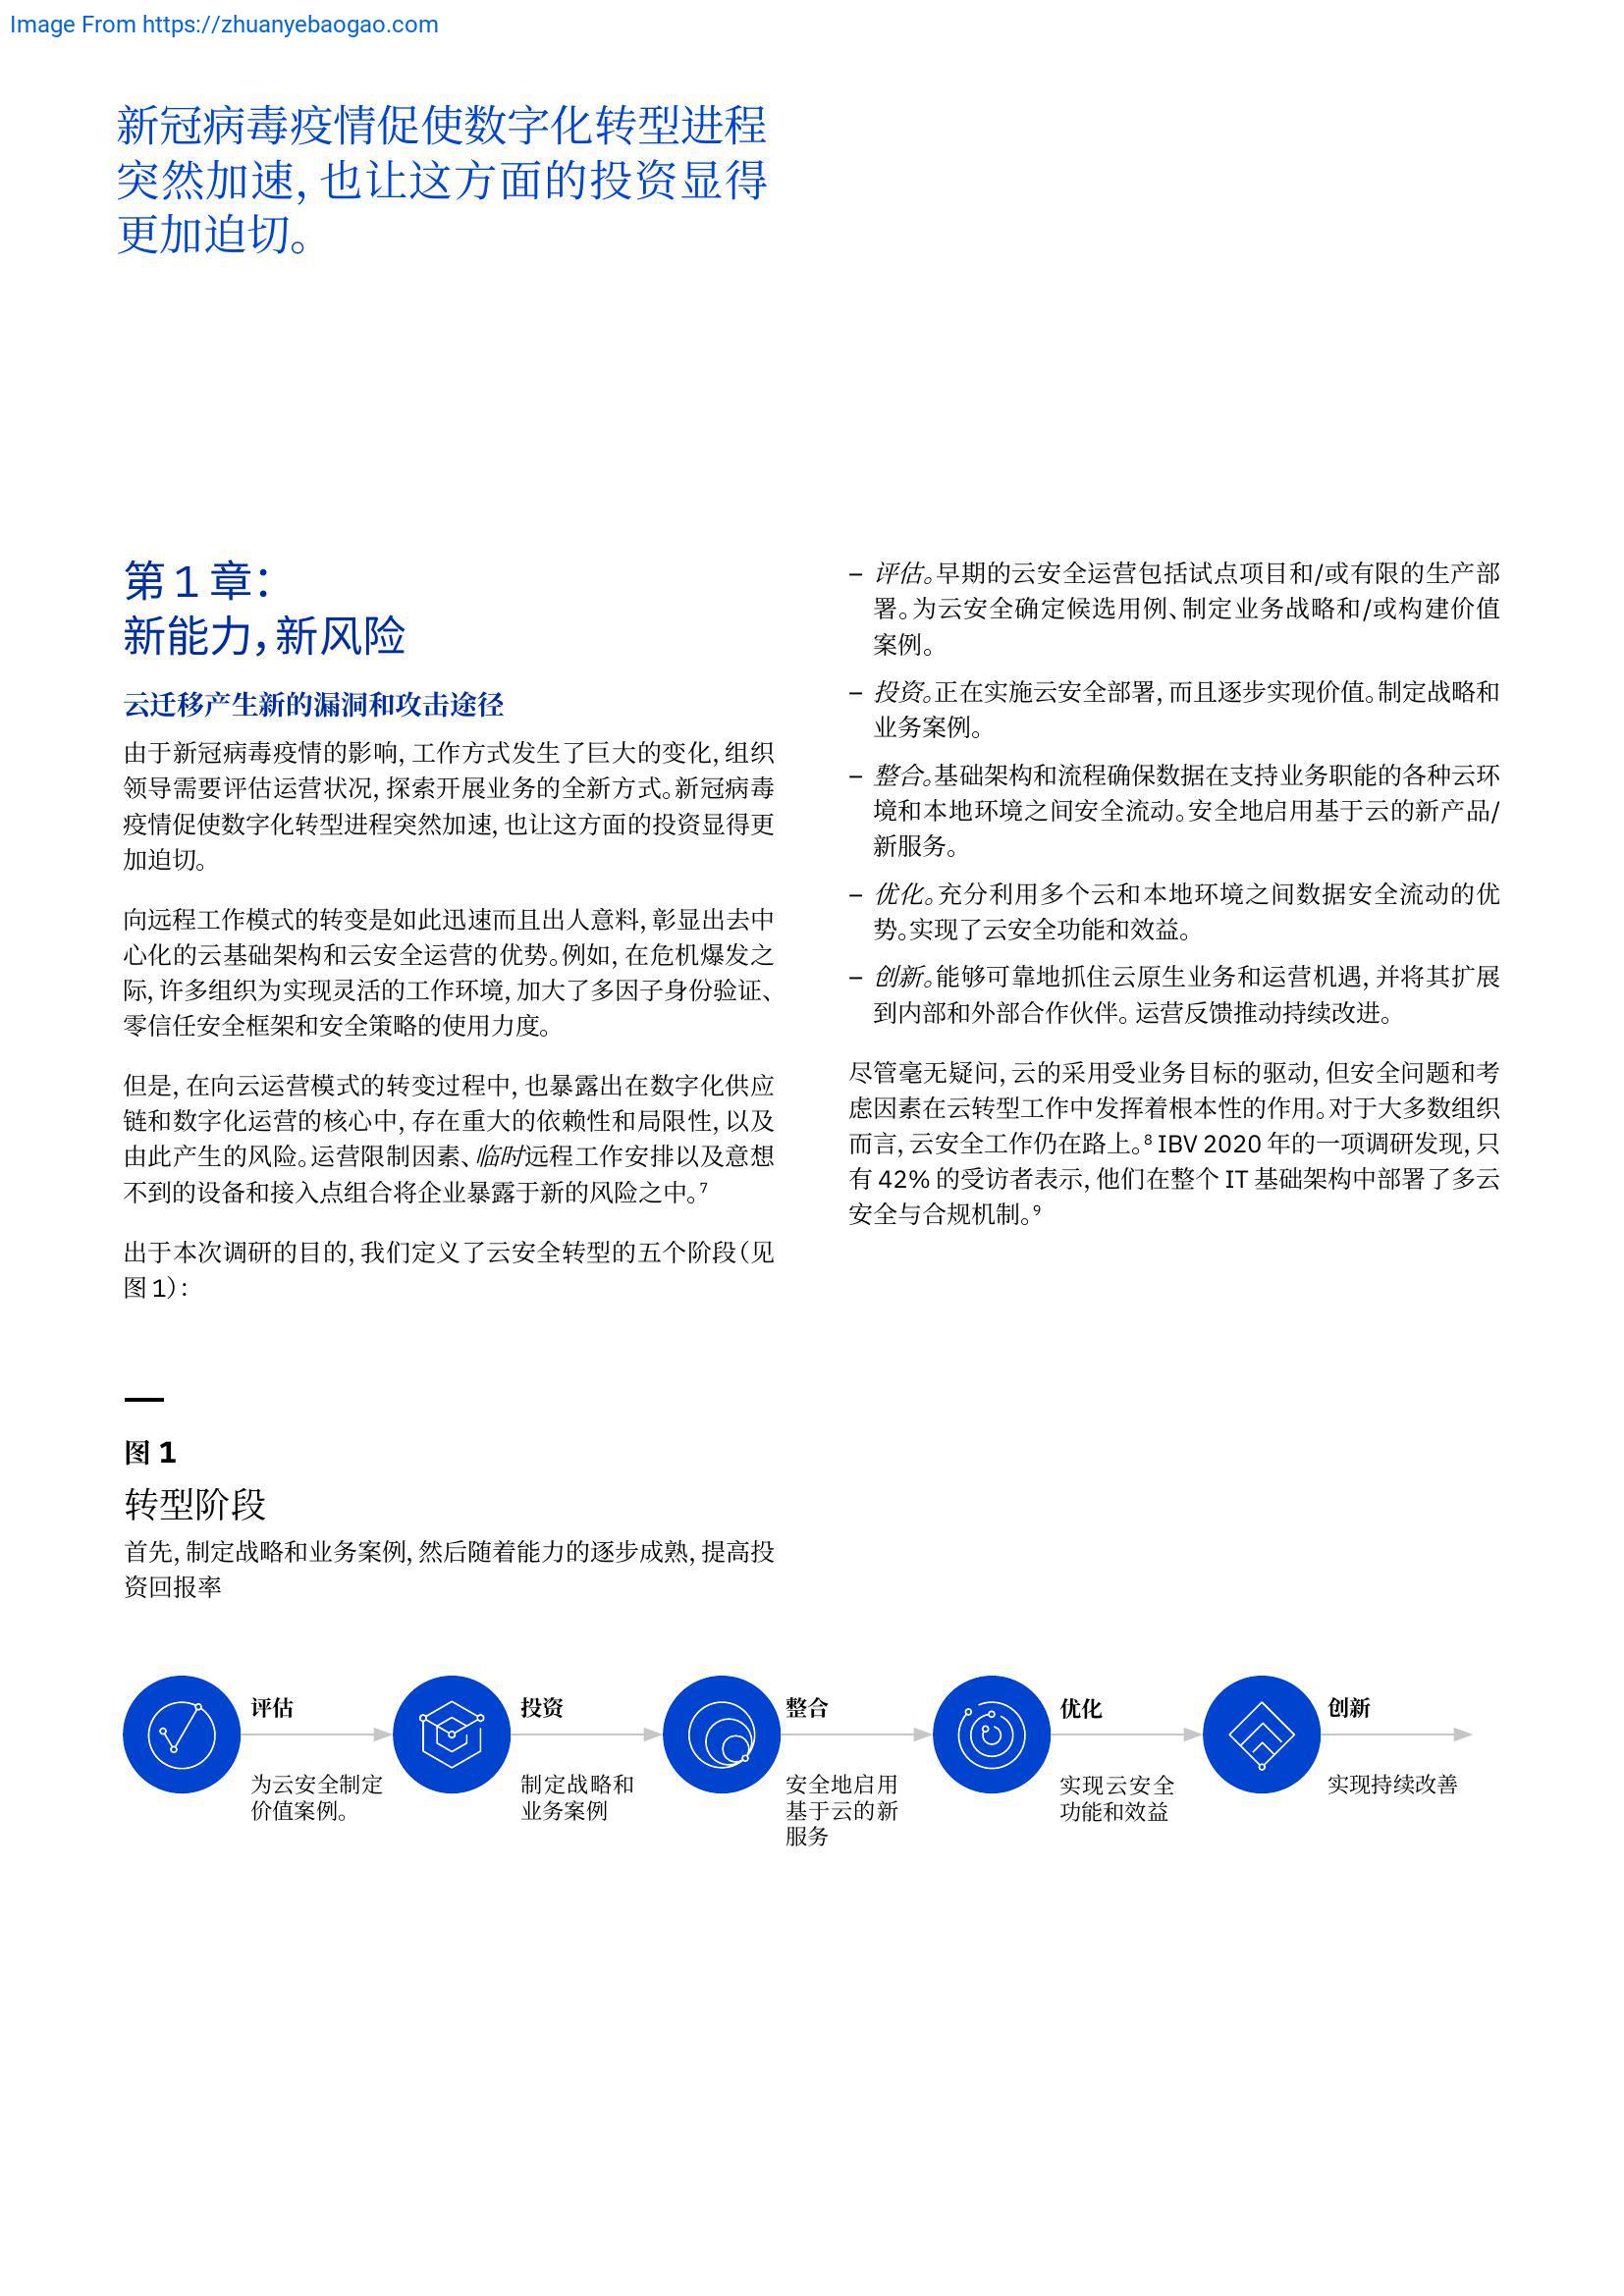 Image From https://zhuanyebaogao.com
新冠病毒疫情促使数字化转型进程
突然加速, 也让这方面的投资显得
更加迫切。
第 1 章：
新能力，新风险
云迁移产生新的漏洞和攻击途径
由于新冠病毒疫情的影响, 工作方式发生了巨大的变化, 组织
领导需要评估运营状况, 探索开展业务的全新方式。新冠病毒
疫情促使数字化转型进程突然加速, 也让这方面的投资显得更
加迫切。
向远程工作模式的转变是如此迅速而且出人意料, 彰显出去中
心化的云基础架构和云安全运营的优势。例如, 在危机爆发之
际, 许多组织为实现灵活的工作环境, 加大了多因子身份验证、
零信任安全框架和安全策略的使用力度。
但是, 在向云运营模式的转变过程中, 也暴露出在数字化供应
链和数字化运营的核心中, 存在重大的依赖性和局限性, 以及
由此产生的风险。运营限制因素、临时远程工作安排以及意想
不到的设备和接入点组合将企业暴露于新的风险之中。⁷
出于本次调研的目的, 我们定义了云安全转型的五个阶段（见
图 1）：
– 评估。早期的云安全运营包括试点项目和/或有限的生产部
署。为云安全确定候选用例、制定业务战略和/或构建价值
案例。
– 投资。正在实施云安全部署, 而且逐步实现价值。制定战略和
业务案例。
– 整合。基础架构和流程确保数据在支持业务职能的各种云环
境和本地环境之间安全流动。安全地启用基于云的新产品/
新服务。
– 优化。充分利用多个云和本地环境之间数据安全流动的优
势。实现了云安全功能和效益。
– 创新。能够可靠地抓住云原生业务和运营机遇, 并将其扩展
到内部和外部合作伙伴。运营反馈推动持续改进。
尽管毫无疑问, 云的采用受业务目标的驱动, 但安全问题和考
虑因素在云转型工作中发挥着根本性的作用。对于大多数组织
而言, 云安全工作仍在路上。⁸ IBV 2020 年的一项调研发现, 只
有 42% 的受访者表示, 他们在整个 IT 基础架构中部署了多云
安全与合规机制。⁹
图 1
转型阶段
首先, 制定战略和业务案例, 然后随着能力的逐步成熟, 提高投
资回报率
评估
为云安全制定
价值案例。
投资
制定战略和
业务案例
整合
安全地启用
基于云的新
服务
优化
实现云安全
功能和效益
创新
实现持续改善